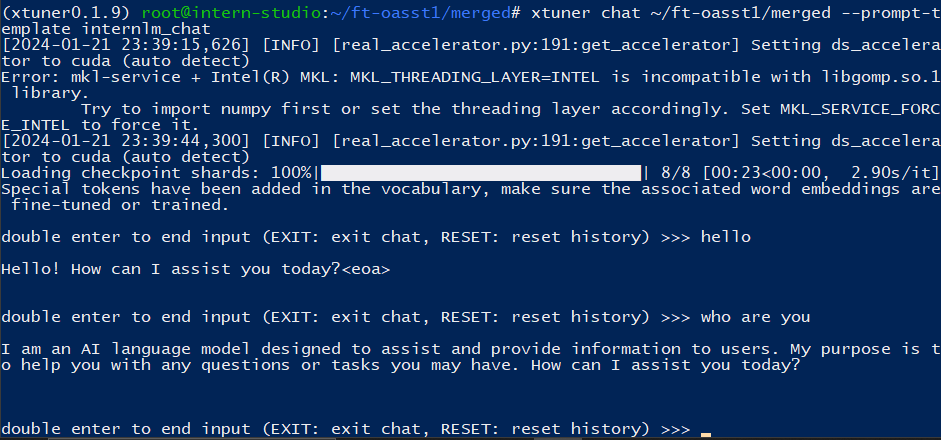 (xtuner0.1.9) root@intern-studio:~/ft-oasst1/merged# xtuner chat ~/ft-oasst1/merged --prompt-t
emplate internlm_chat
[2024-01-21 23:39:15,626] [INFO] [real_accelerator.py:191:get_accelerator] Setting ds_accelera
tor to cuda (auto detect)
Error: mkl-service + Intel(R) MKL: MKL_THREADING_LAYER=INTEL is incompatible with libgomp.so.1
 library.
        Try to import numpy first or set the threading layer accordingly. Set MKL_SERVICE_FORC
E_INTEL to force it.
[2024-01-21 23:39:44,300] [INFO] [real_accelerator.py:191:get_accelerator] Setting ds_accelera
tor to cuda (auto detect)
Loading checkpoint shards: 100%|██████████████████████████████| 8/8 [00:23<00:00,  2.90s/it]
Special tokens have been added in the vocabulary, make sure the associated word embeddings are
 fine-tuned or trained.
double enter to end input (EXIT: exit chat, RESET: reset history) >>> hello
Hello! How can I assist you today?<eoa>
double enter to end input (EXIT: exit chat, RESET: reset history) >>> who are you
I am an AI language model designed to assist and provide information to users. My purpose is t
o help you with any questions or tasks you may have. How can I assist you today?
double enter to end input (EXIT: exit chat, RESET: reset history) >>>